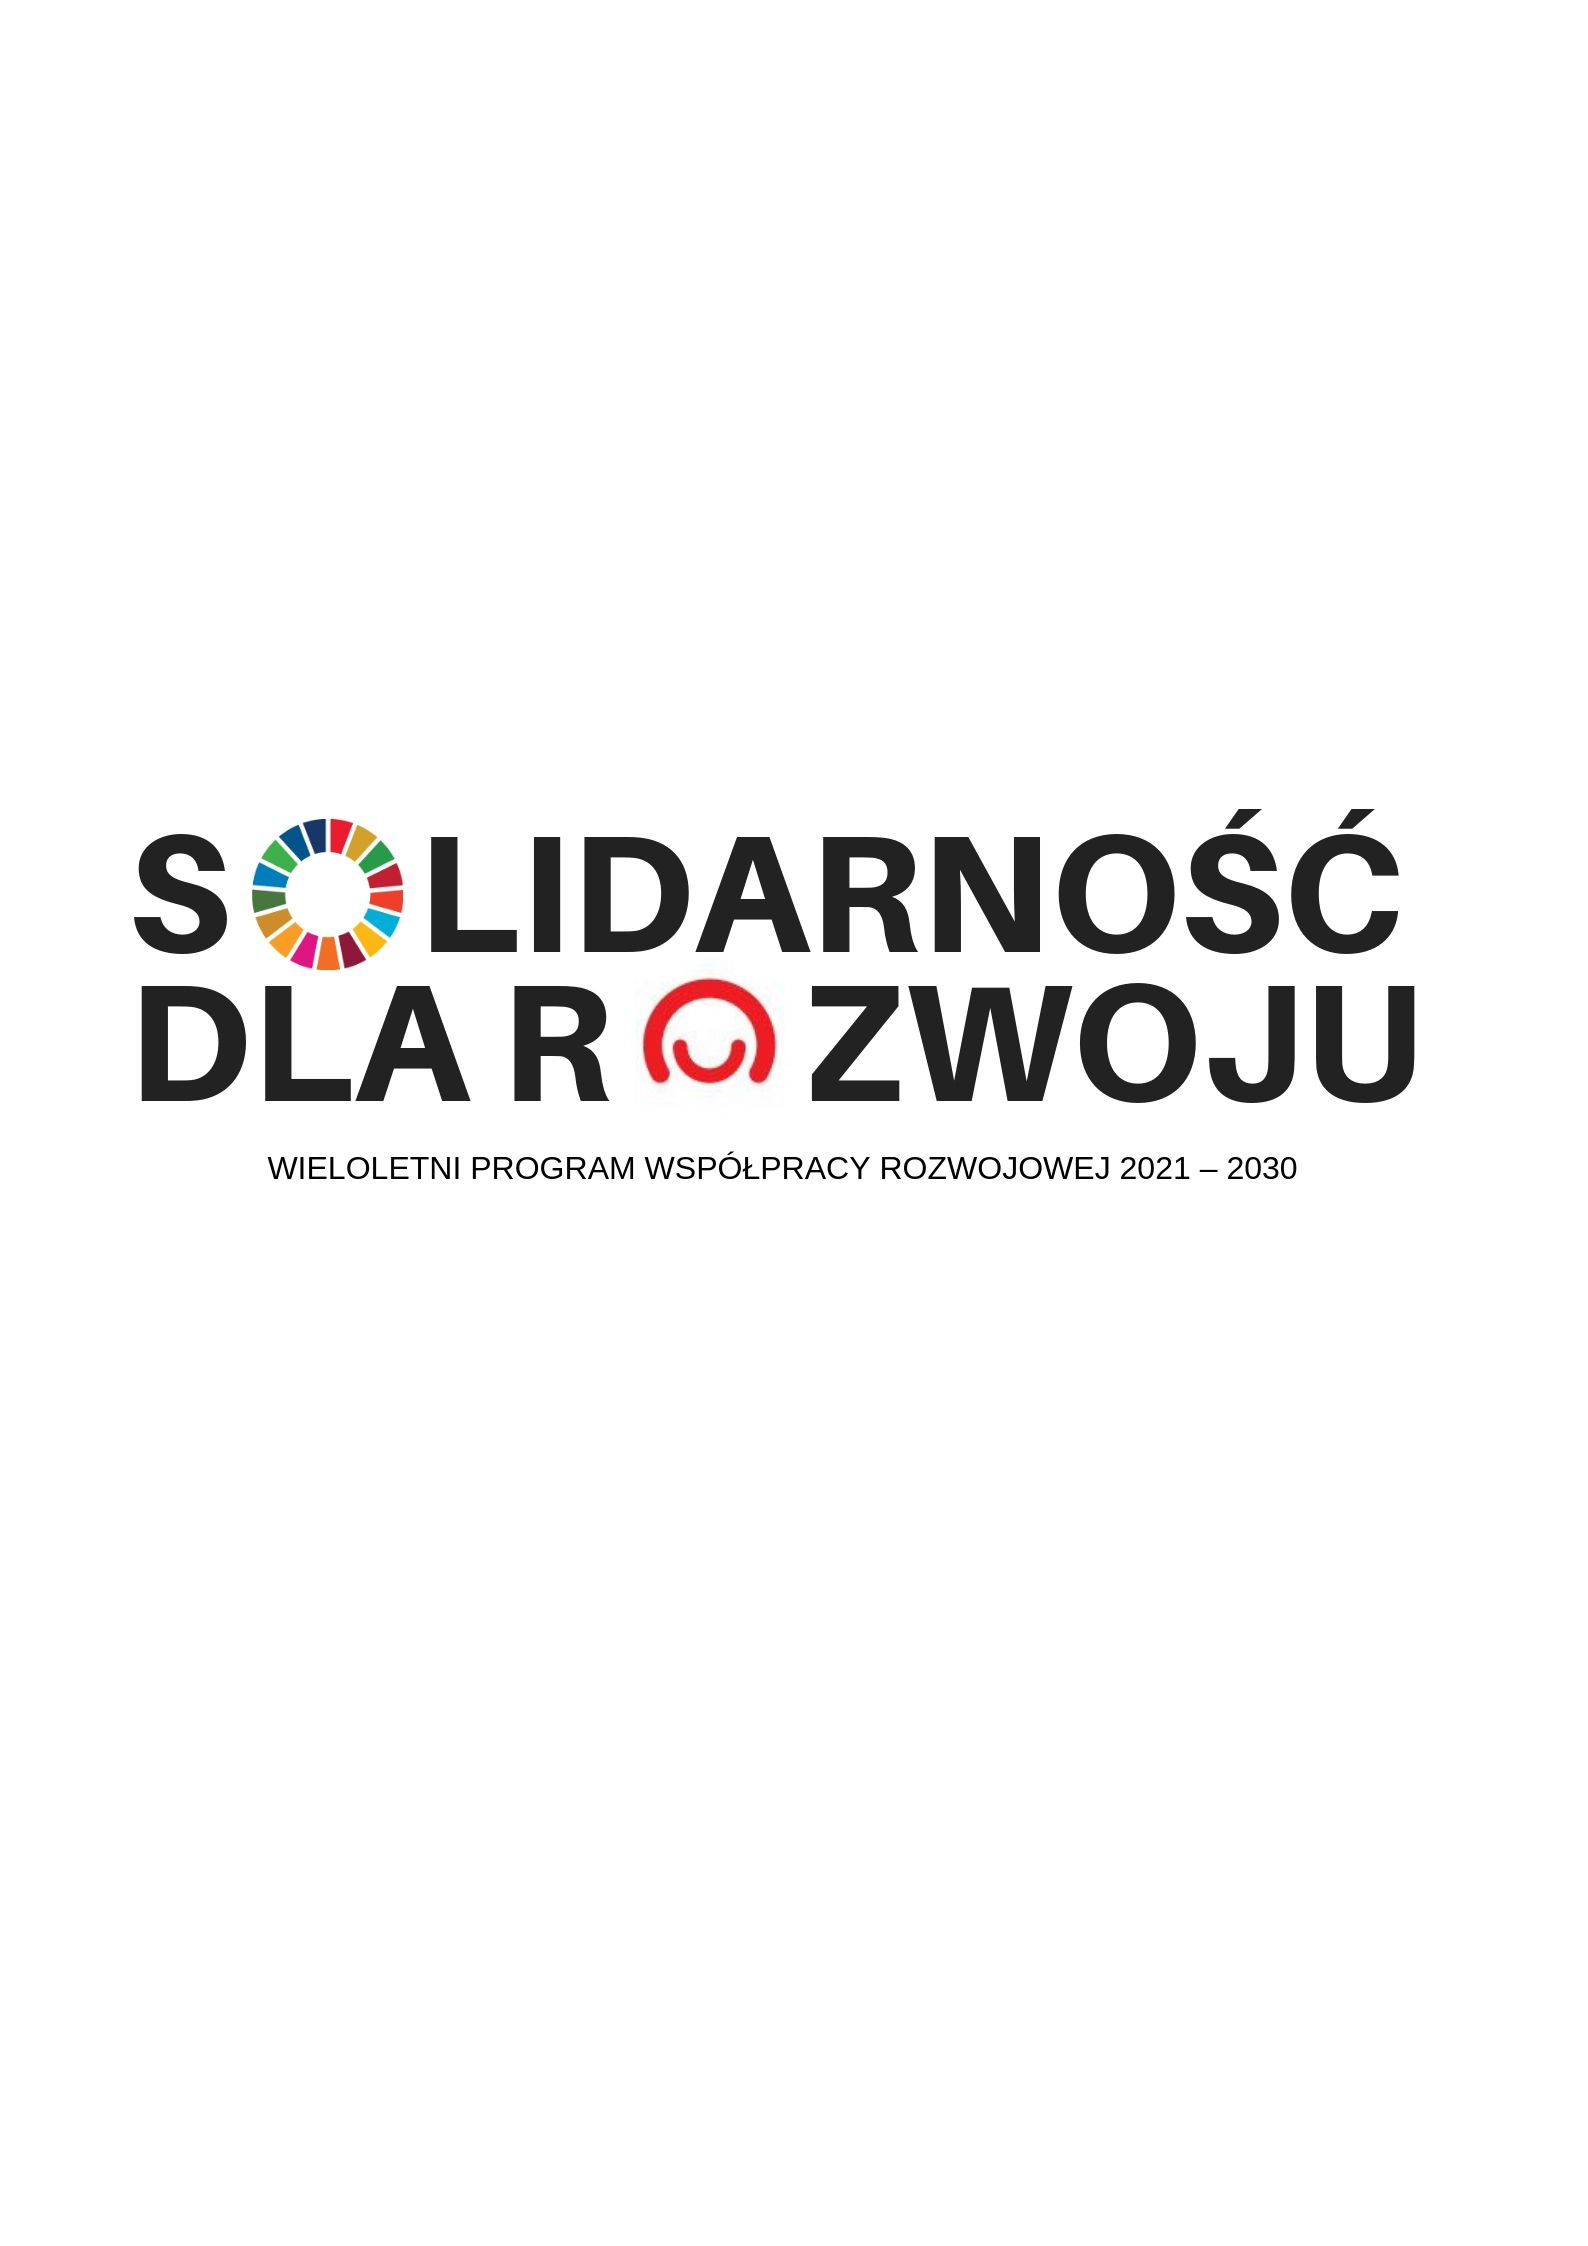 SOLIDARNOŚĆ
DLA ROZWOJU
WIELOLETNI PROGRAM WSPÓŁPRACY ROZWOJOWEJ 2021 – 2030